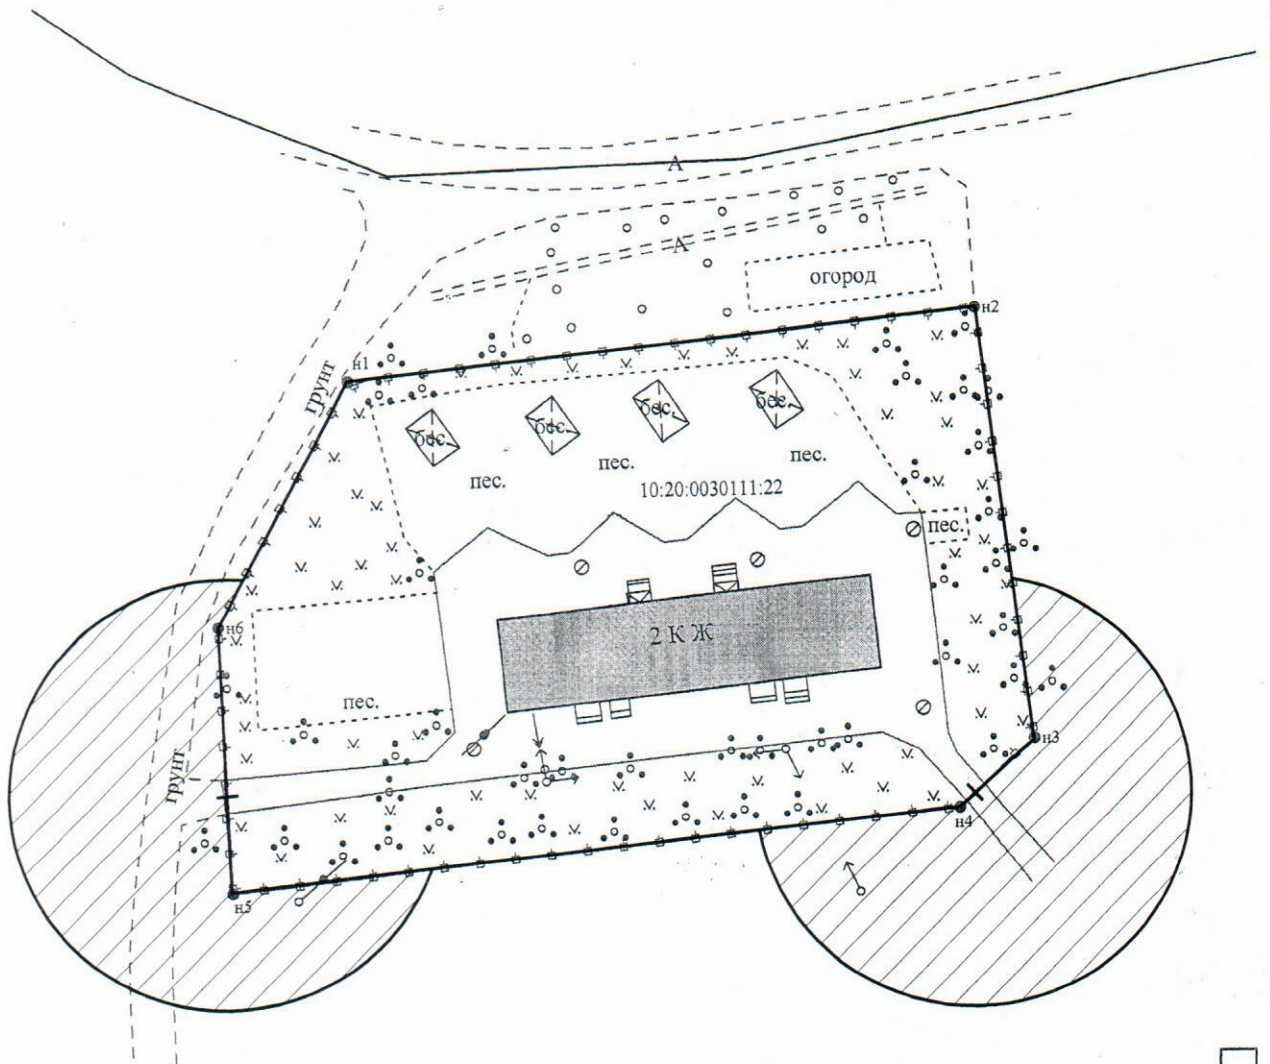 А
А
огород
н2
н1
грунт
бес.
бес.
бес.
бес.
пес.
пес.
пес.
10:20:0030111:22
пес.
2 К Ж
н6
пес.
н3
грунт
н4
н5